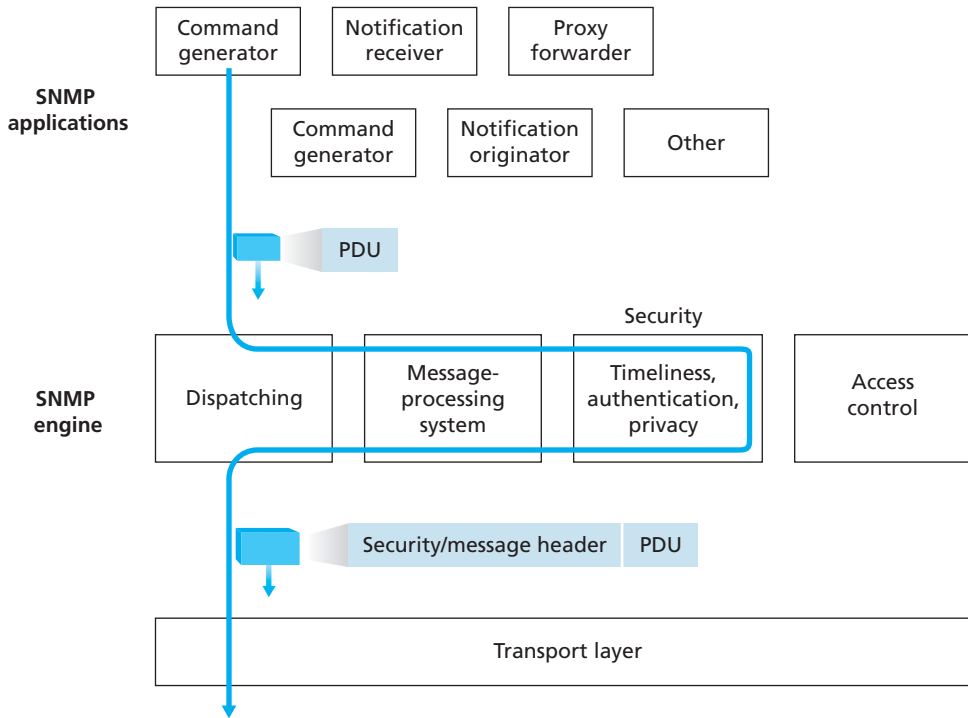 Command
generator
Notification
receiver
Proxy
forwarder
SNMP
applications
Command
generator
Notification
originator
Other
PDU
Security
SNMP
engine
Dispatching
Message-
processing
system
Timeliness,
authentication,
privacy
Access
control
Security/message header
PDU
Transport layer